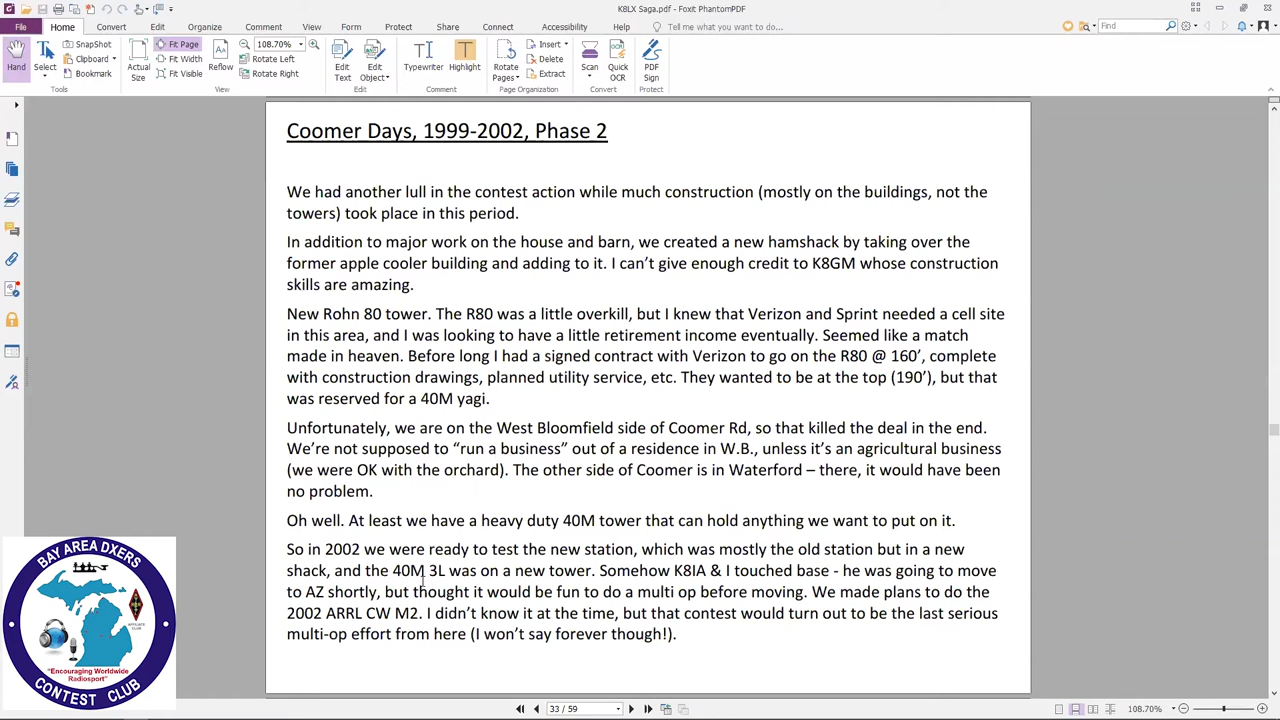 K8LX Saga.pdf - Foxit PhantomPDF
File Home Convert Edit Organize Comment View Form Protect Share Connect Accessibility Help Tell me what you want to do... Find
Hand
Select
SnapShot
Clipboard
Bookmark
Tools
Actual Size
Fit Page
Fit Width
Fit Visible
Reflow
108.70%
Rotate Left
Rotate Right
View
Edit Text
Edit Object
Edit
Typewriter
Highlight
Comment
Rotate Pages
Insert
Delete
Extract
Page Organization
Scan
Quick OCR
Convert
PDF Sign
Protect
Coomer Days, 1999-2002, Phase 2
We had another lull in the contest action while much construction (mostly on the buildings, not the
towers) took place in this period.
In addition to major work on the house and barn, we created a new hamshack by taking over the
former apple cooler building and adding to it. I can't give enough credit to K8GM whose construction
skills are amazing.
New Rohn 80 tower. The R80 was a little overkill, but I knew that Verizon and Sprint needed a cell site
in this area, and I was looking to have a little retirement income eventually. Seemed like a match
made in heaven. Before long I had a signed contract with Verizon to go on the R80 @ 160', complete
with construction drawings, planned utility service, etc. They wanted to be at the top (190'), but that
was reserved for a 40M yagi.
Unfortunately, we are on the West Bloomfield side of Coomer Rd, so that killed the deal in the end.
We're not supposed to “run a business” out of a residence in W.B., unless it's an agricultural business
(we were OK with the orchard). The other side of Coomer is in Waterford – there, it would have been
no problem.
Oh well. At least we have a heavy duty 40M tower that can hold anything we want to put on it.
So in 2002 we were ready to test the new station, which was mostly the old station but in a new
shack, and the 40M 3L was on a new tower. Somehow K8IA & I touched base - he was going to move
to AZ shortly, but thought it would be fun to do a multi op before moving. We made plans to do the
2002 ARRL CW M2. I didn't know it at the time, but that contest would turn out to be the last serious
multi-op effort from here (I won't say forever though!).
BAY AREA DXERS
"Encouraging Worldwide
Radiosport"
CONTEST CLUB
33 / 59
108.70%